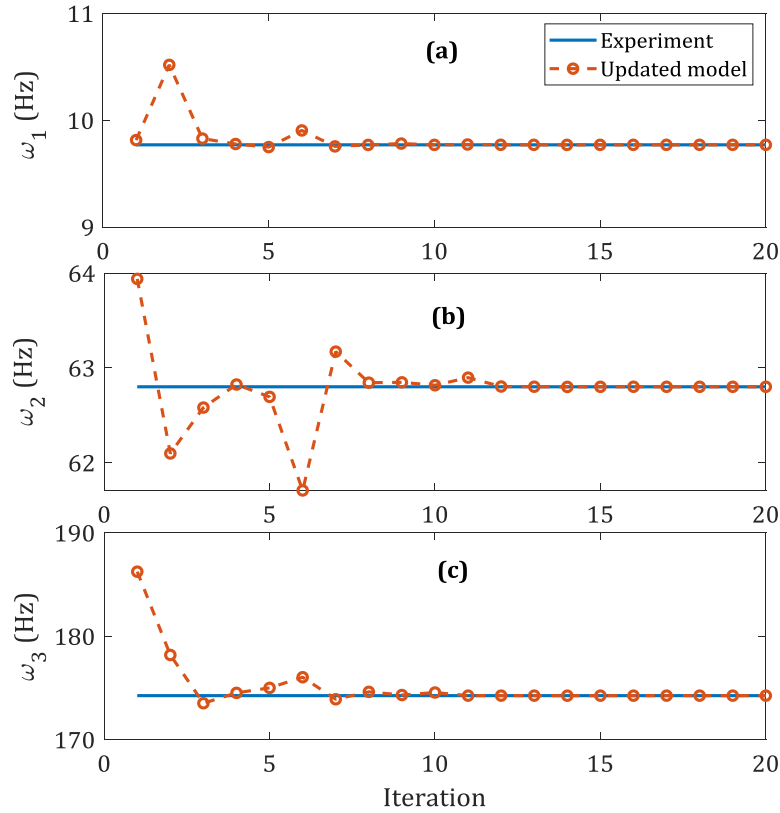 11
(a)
Experiment
Updated model
ω1 (Hz)
10
9
0 5 10 15 20
64
(b)
ω2 (Hz)
63
62
0 5 10 15 20
190
(c)
ω3 (Hz)
180
170
0 5 10 15 20
Iteration